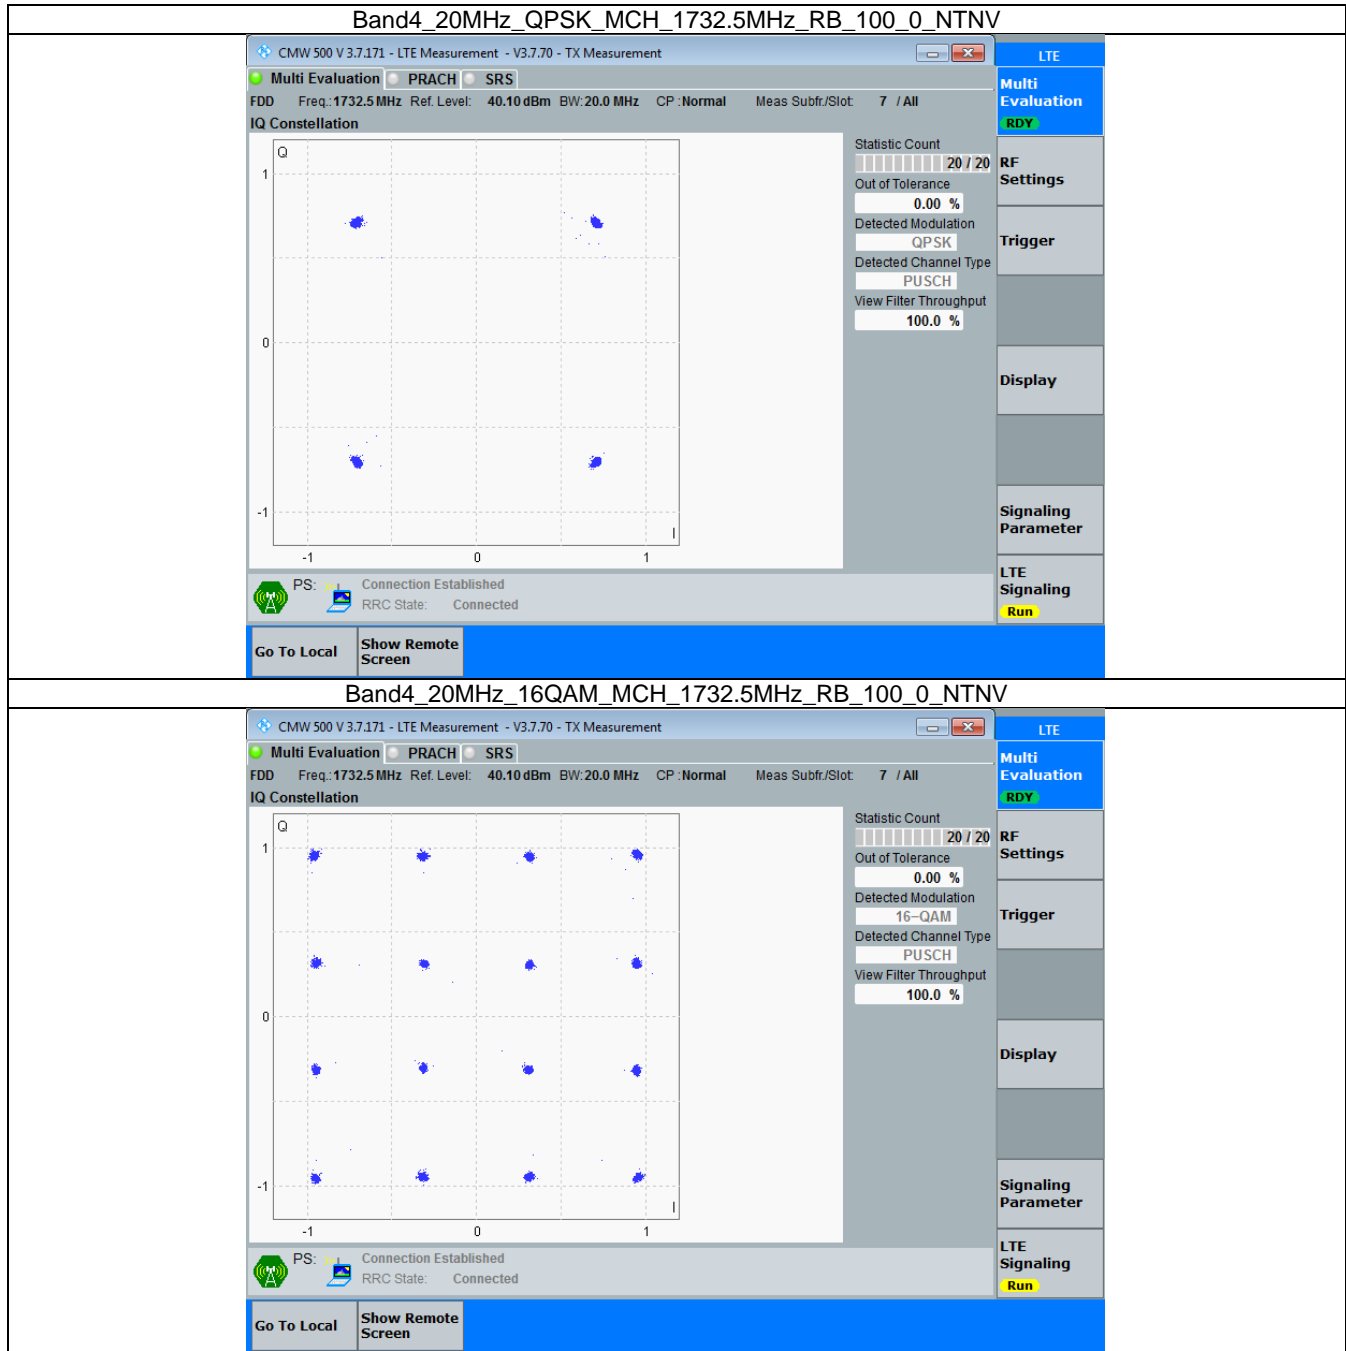 Band4_20MHz_QPSK_MCH_1732.5MHz_RB_100_0_NTNV
CMW 500 V 3.7.171 - LTE Measurement - V3.7.70 - TX Measurement
LTE
Multi Evaluation PRACH SRS
Multi
Evaluation
RDY
FDD Freq.: 1732.5 MHz Ref. Level: 40.10 dBm BW: 20.0 MHz CP : Normal Meas Subfr./Slot: 7 / All
IQ Constellation
Q
1
0
-1
-1 0 1
I
Statistic Count
20 / 20
Out of Tolerance
0.00 %
Detected Modulation
QPSK
Detected Channel Type
PUSCH
View Filter Throughput
100.0 %
RF
Settings
Trigger
Display
Signaling
Parameter
LTE
Signaling
Run
PS: Connection Established
RRC State: Connected
Go To Local
Show Remote
Screen
Band4_20MHz_16QAM_MCH_1732.5MHz_RB_100_0_NTNV
CMW 500 V 3.7.171 - LTE Measurement - V3.7.70 - TX Measurement
LTE
Multi Evaluation PRACH SRS
Multi
Evaluation
RDY
FDD Freq.: 1732.5 MHz Ref. Level: 40.10 dBm BW: 20.0 MHz CP : Normal Meas Subfr./Slot: 7 / All
IQ Constellation
Q
1
0
-1
-1 0 1
I
Statistic Count
20 / 20
Out of Tolerance
0.00 %
Detected Modulation
16-QAM
Detected Channel Type
PUSCH
View Filter Throughput
100.0 %
RF
Settings
Trigger
Display
Signaling
Parameter
LTE
Signaling
Run
PS: Connection Established
RRC State: Connected
Go To Local
Show Remote
Screen